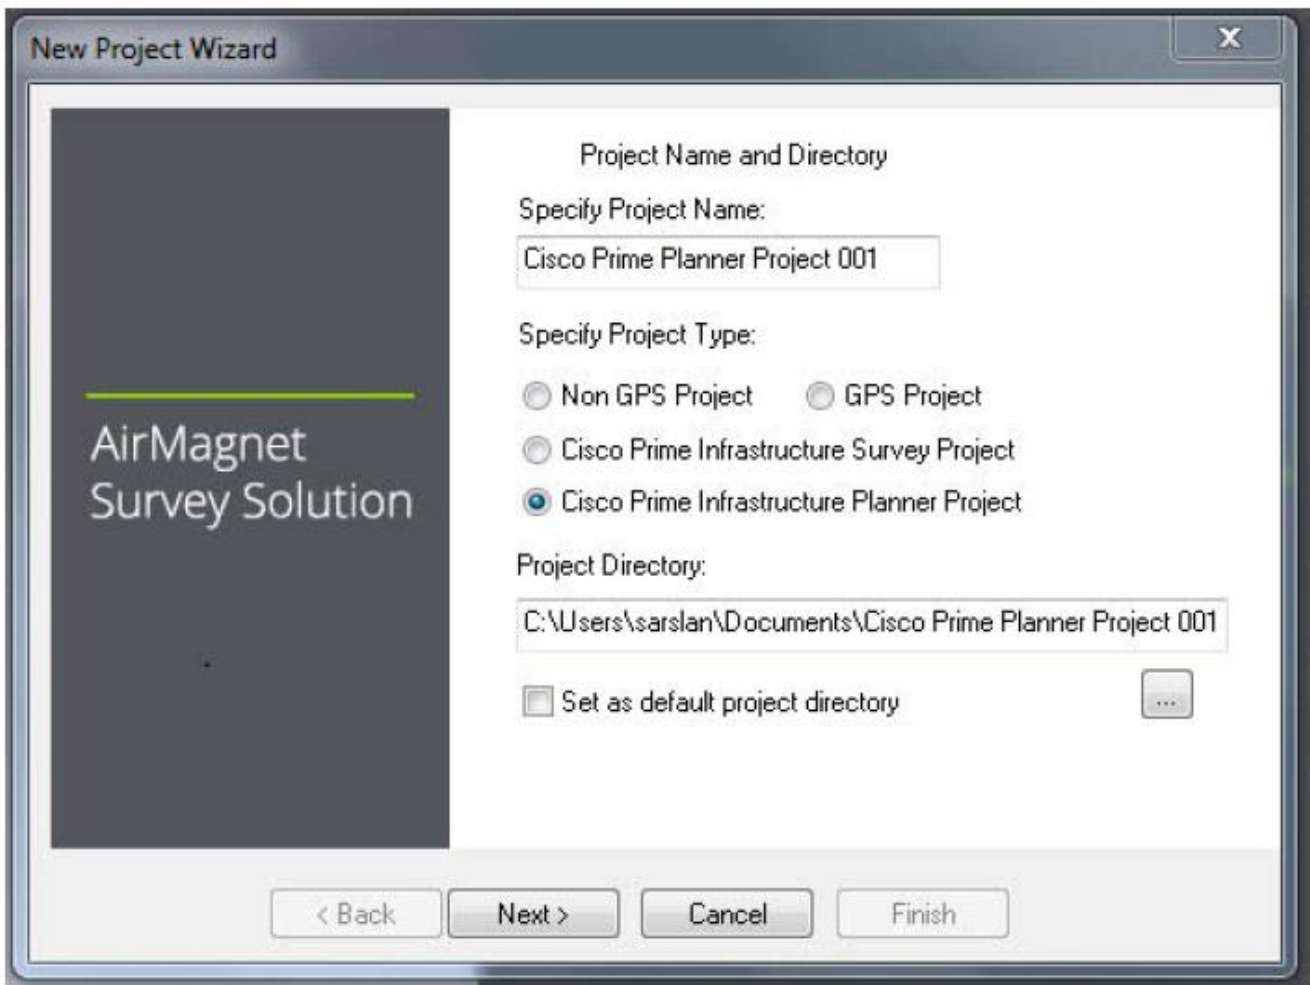 New Project Wizard
X
Project Name and Directory
Specify Project Name:
Cisco Prime Planner Project 001
Specify Project Type:
Non GPS Project GPS Project
Cisco Prime Infrastructure Survey Project
Cisco Prime Infrastructure Planner Project
AirMagnet
Survey Solution
Project Directory:
C:\Users\sarslan\Documents\Cisco Prime Planner Project 001
Set as default project directory
...
< Back Next > Cancel Finish